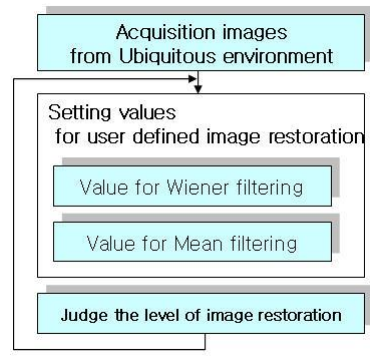 Acquisition images
from Ubiquitous environment
Setting values
for user defined image restoration
Value for Wiener filtering
Value for Mean filtering
Judge the level of image restoration